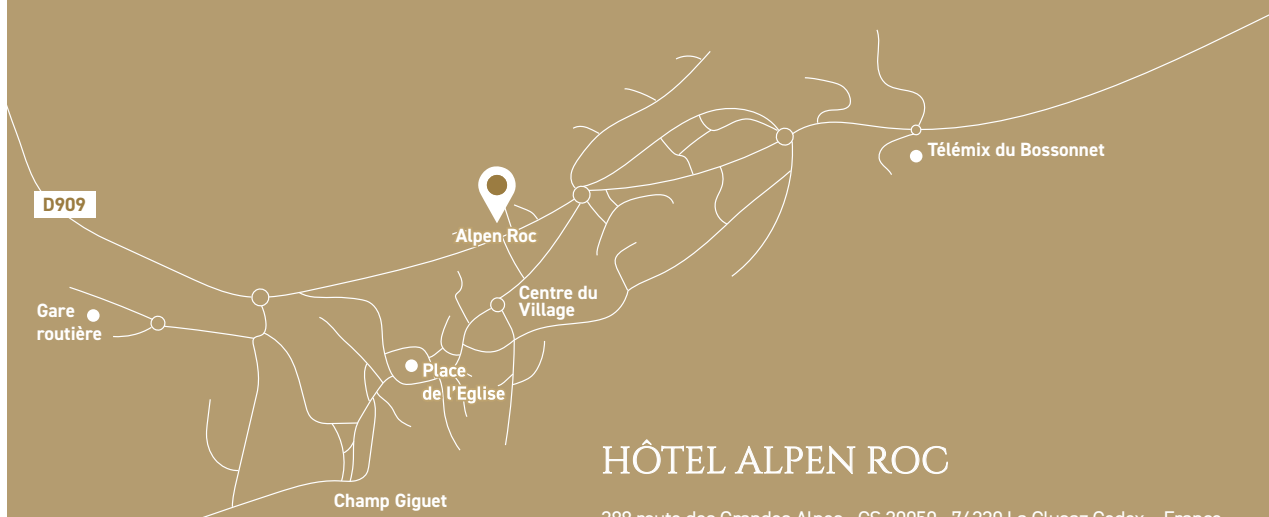 Télémix du Bossonnet
D909
Alpen Roc
Centre du
Village
Gare
routière
Place
de l'Eglise
HÔTEL ALPEN ROC
Champ Giguet